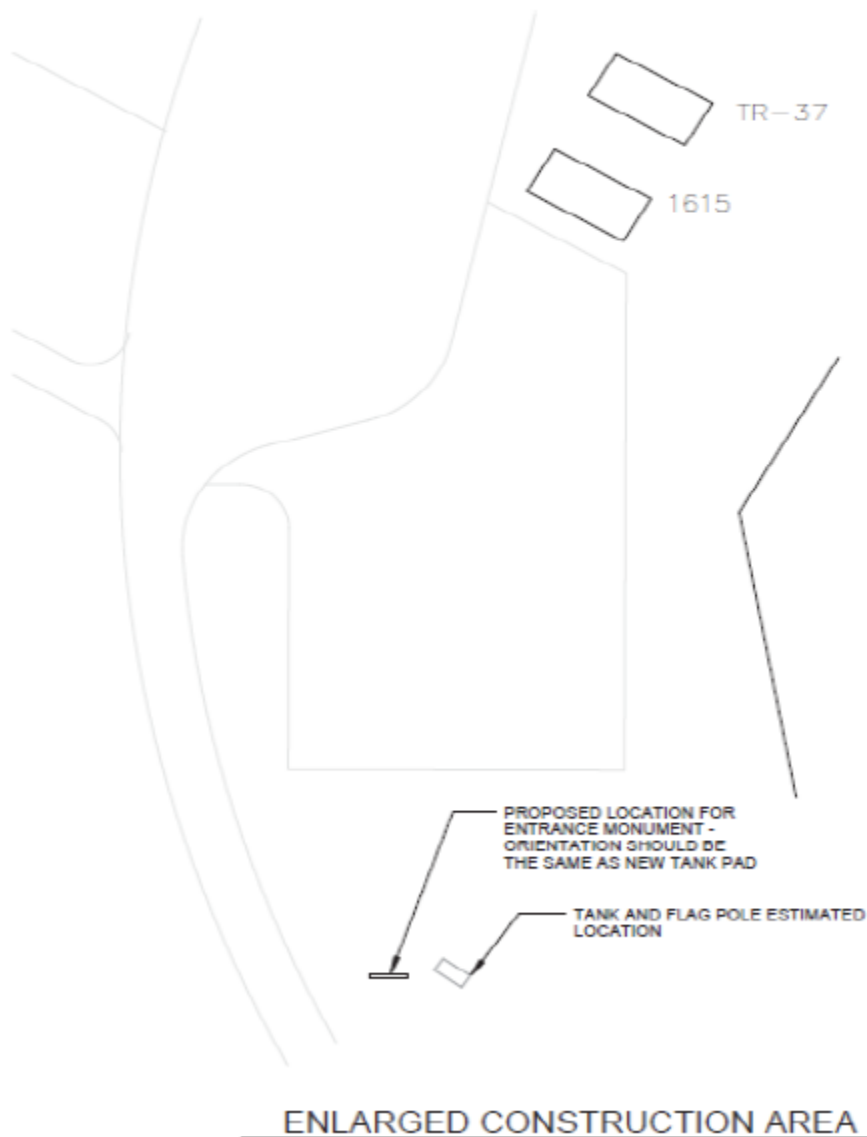 TR-37
1615
PROPOSED LOCATION FOR
ENTRANCE MONUMENT -
ORIENTATION SHOULD BE
THE SAME AS NEW TANK PAD
TANK AND FLAG POLE ESTIMATED
LOCATION
ENLARGED CONSTRUCTION AREA